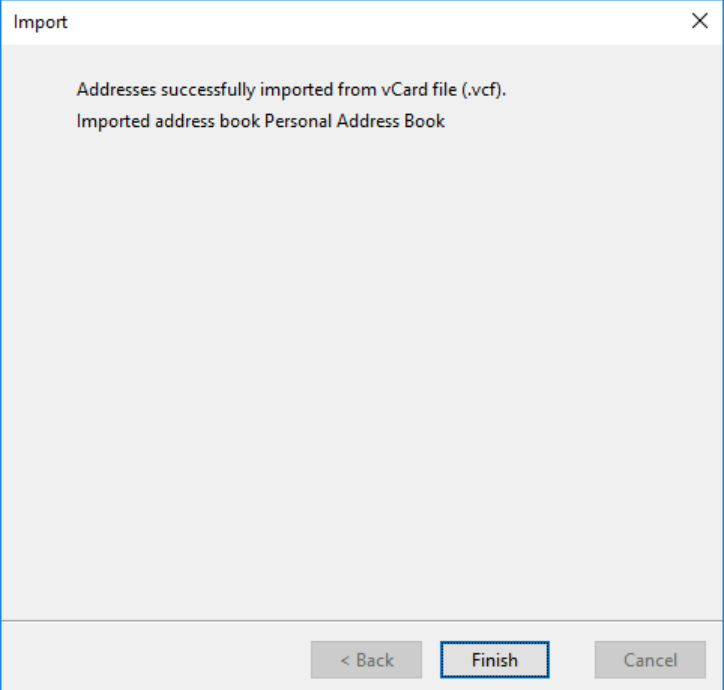 Import
Addresses successfully imported from vCard file (.vcf).
Imported address book Personal Address Book
< Back
Finish
Cancel